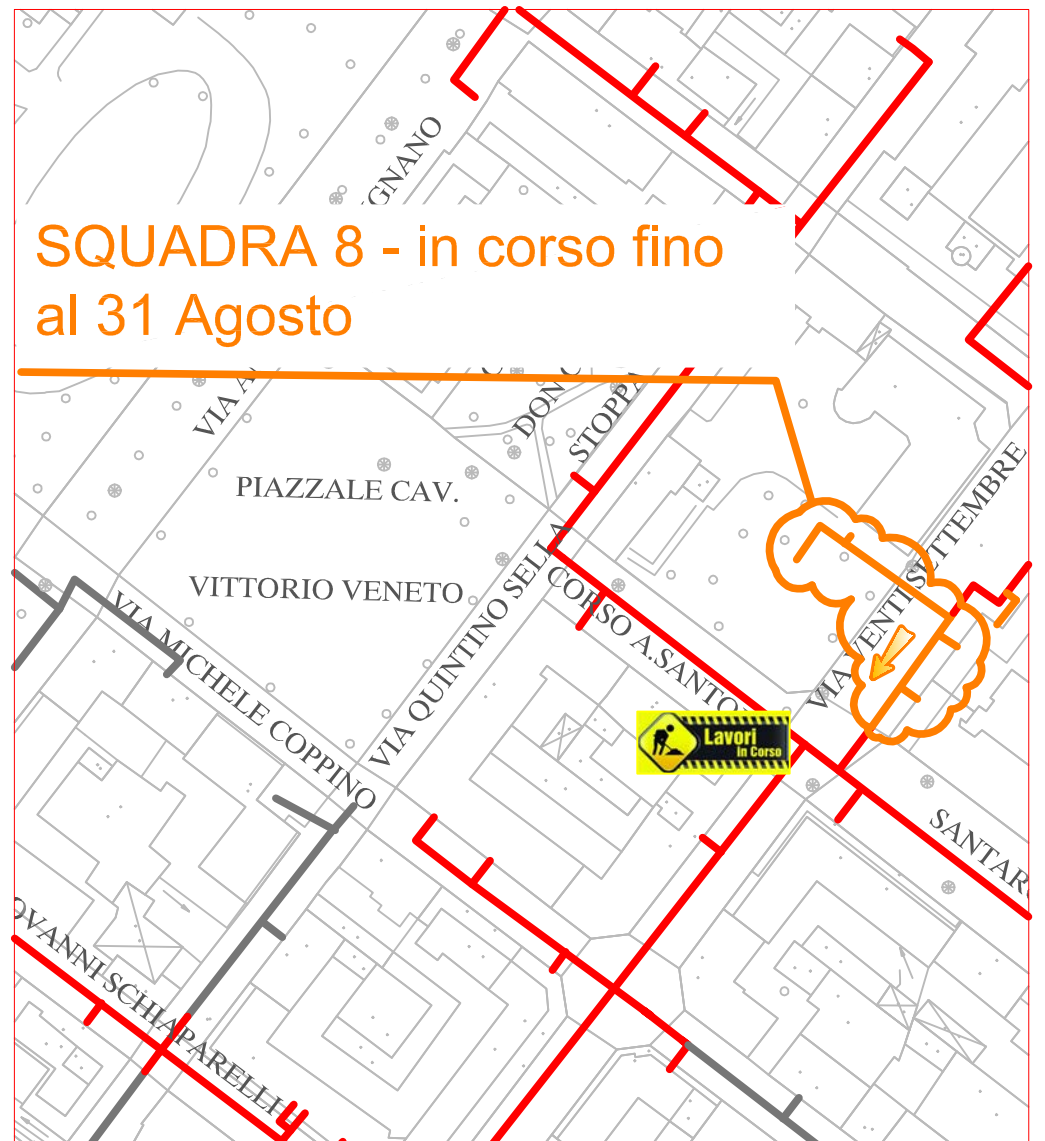 GNANO
SQUADRA 8 - in corso fino
al 31 Agosto
VIA A
DON C
STOPPA
PIAZZALE CAV.
VITTORIO VENETO
VIA QUINTINO SELLA
CORSO A.SANTO
VIA VENTI SETTEMBRE
VIA MICHELE COPPINO
Lavori
in Corso
SANTAR
OVANNI SCHIAPARELLI